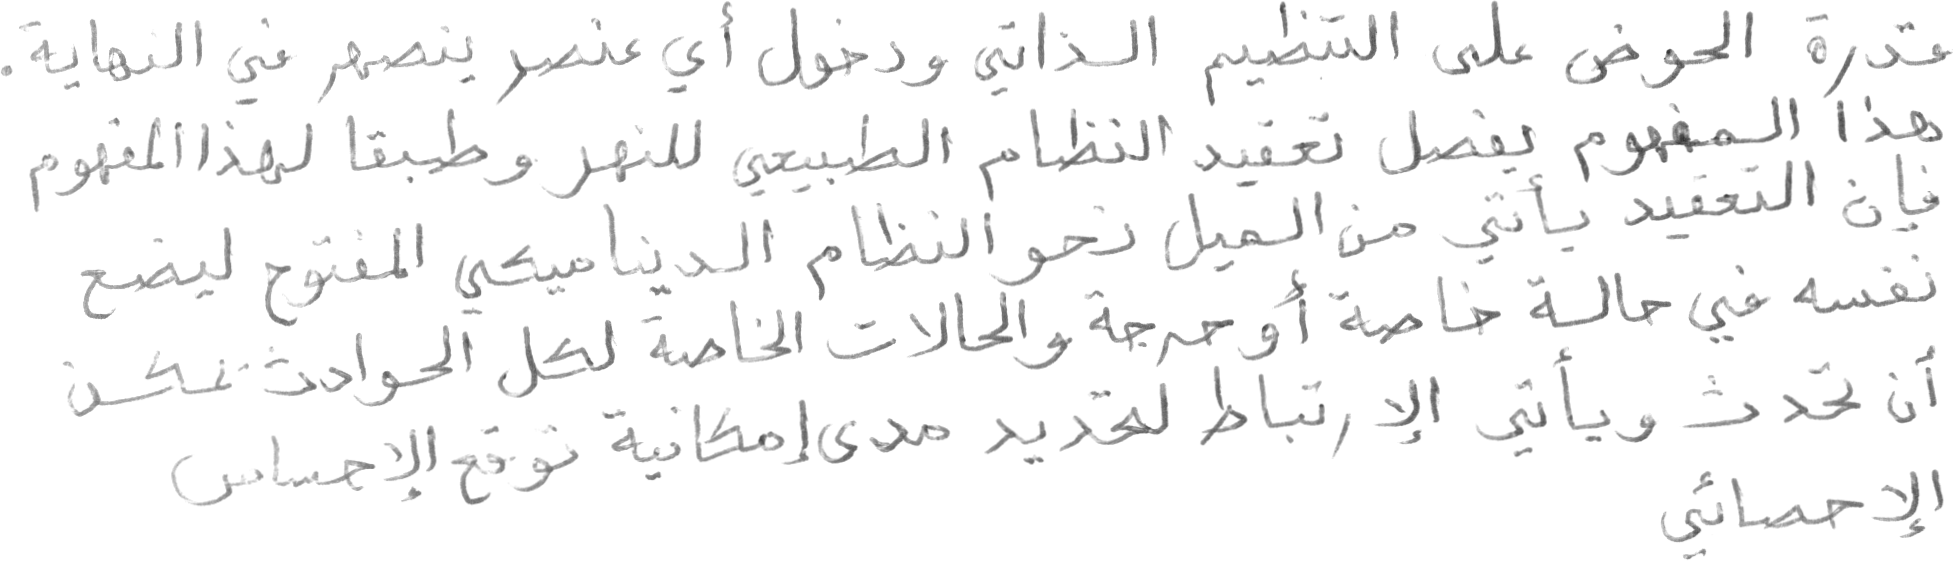 قدرة الحوض على التنظيم الذاتي ودخول أي عنصر ينصهر في النهاية.
هذا المفهوم يفصل تعقيد النظام الطبيعي للنهر وطبقا لهذا المفهوم
فإن التعقيد يأتي من الميل نحو النظام الديناميكي المفتوح ليضع
نفسه في حالة خاصة أو حرجة والحالات الخاصة لكل الحوادث يمكن
أن تحدث ويأتي الإرتباط لتحديد مدى إمكانية توقع الإحساس
الإحصائي